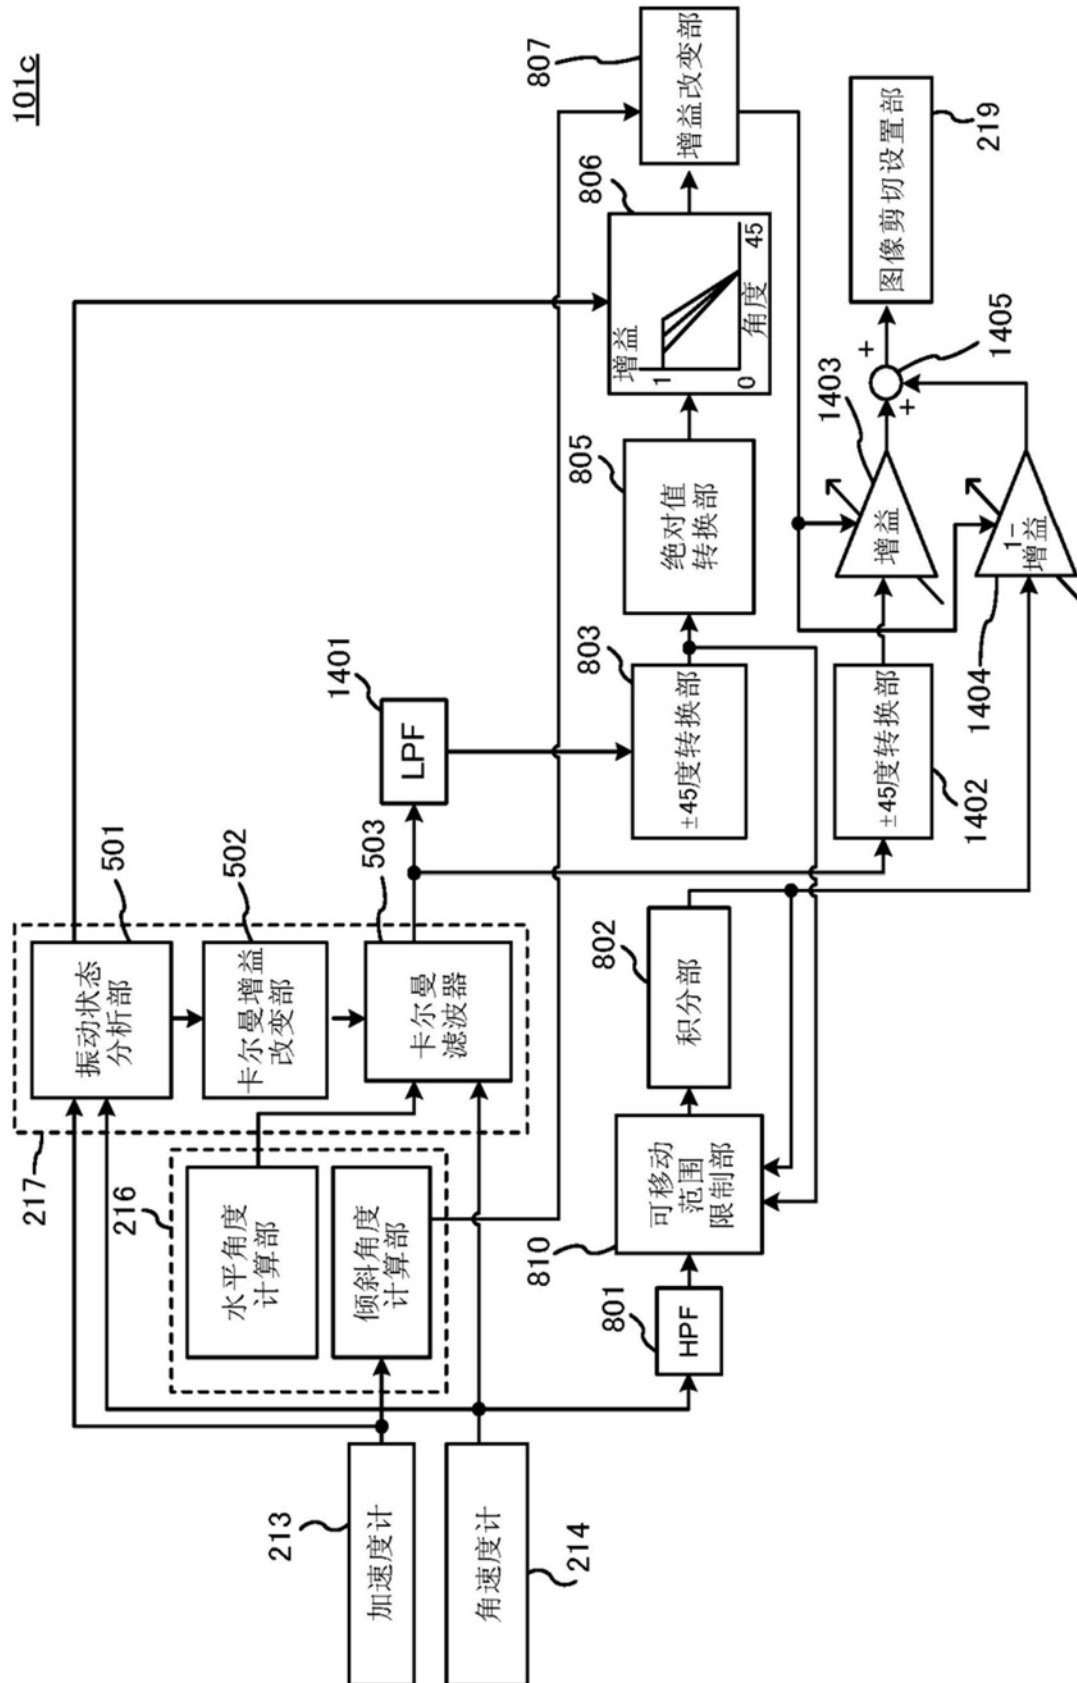 101c
217
振动状态
分析部
501
卡尔曼增益
改变部
502
卡尔曼
滤波器
503
216
水平角度
计算部
倾斜角度
计算部
213
加速度计
角速度计
214
LPF
1401
801
HPF
810
可移动
范围
限制部
802
积分部
803
±45度转换部
805
绝对值
转换部
806
增益
1
0
角度
45
807
增益改变部
±45度转换部
1402
增益
1403
1-
增益
1404
+
+
1405
图像剪切设置部
219